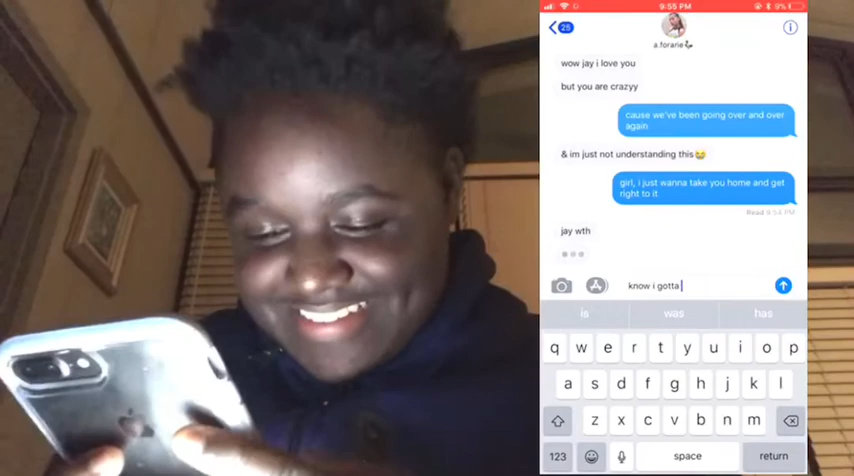 9:55 PM
9%
25
a.forarie🐍
wow jay i love you
but you are crazyy
cause we've been going over and over
again
& im just not understanding this😭
girl, i just wanna take you home and get
right to it
Read 9:54 PM
jay wth
know i gotta
is was has
q w e r t y u i o p
a s d f g h j k l
z x c v b n m
123 space return